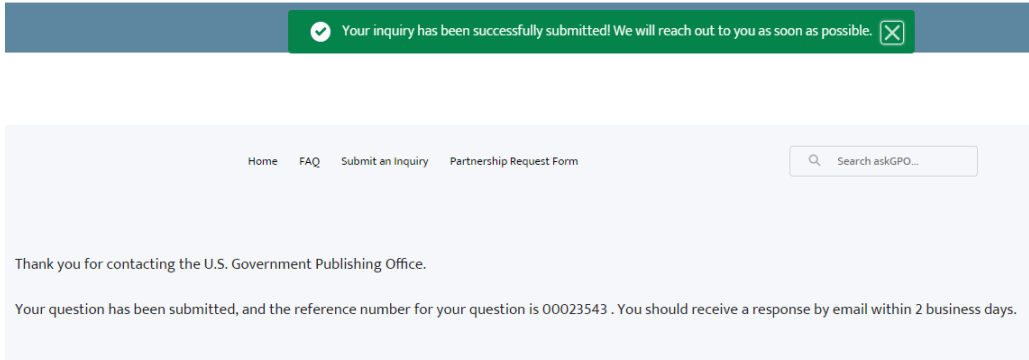 Your inquiry has been successfully submitted! We will reach out to you as soon as possible.
Home FAQ Submit an Inquiry Partnership Request Form Search askGPO...
Thank you for contacting the U.S. Government Publishing Office.
Your question has been submitted, and the reference number for your question is 00023543 . You should receive a response by email within 2 business days.